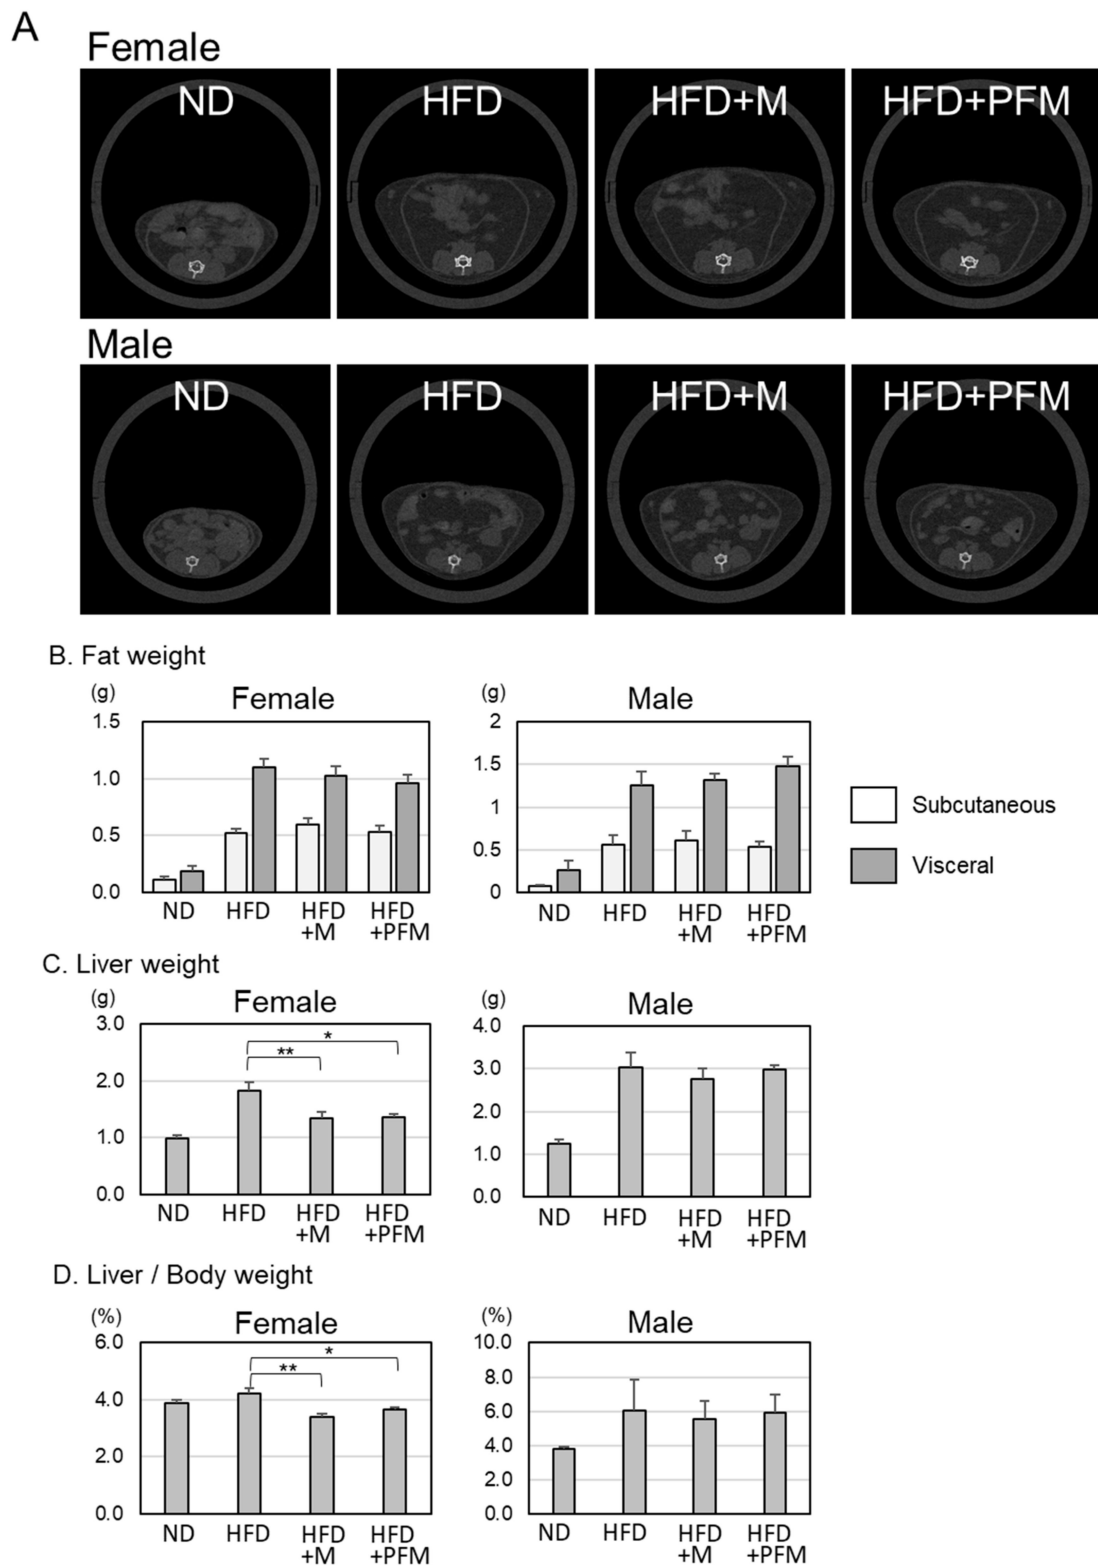 A
Female
ND HFD HFD+M HFD+PFM
Male
ND HFD HFD+M HFD+PFM
B. Fat weight
(g) Female
1.5
1.0
0.5
0.0
ND HFD HFD HFD
+M +PFM
(g) Male
2
1.5
1
0.5
0
ND HFD HFD HFD
+M +PFM
Subcutaneous
Visceral
C. Liver weight
(g) Female
3.0
2.0
1.0
0.0
*
**
ND HFD HFD HFD
+M +PFM
(g) Male
4.0
3.0
2.0
1.0
0.0
ND HFD HFD HFD
+M +PFM
D. Liver / Body weight
(%) Female
6.0
4.0
2.0
0.0
*
**
ND HFD HFD HFD
+M +PFM
(%) Male
10.0
8.0
6.0
4.0
2.0
0.0
ND HFD HFD HFD
+M +PFM